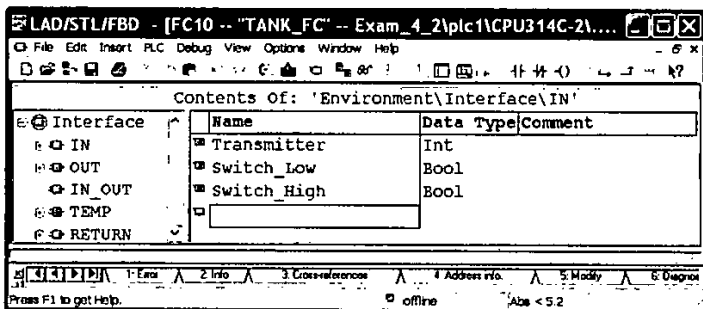 LAD/STL/FBD - [FC10 -- "TANK_FC" -- Exam_4_2\plc1\CPU314C-2\....
File Edit Insert PLC Debug View Options Window Help
Contents Of: 'Environment\Interface\IN'
Interface
IN
OUT
IN_OUT
TEMP
RETURN
Name Data Type Comment
Transmitter Int
Switch_Low Bool
Switch_High Bool
1: Error 2: Info 3: Cross-references 4: Address info. 5: Modify 6: Diagnos
Press F1 to get Help. offline Abs < 5.2